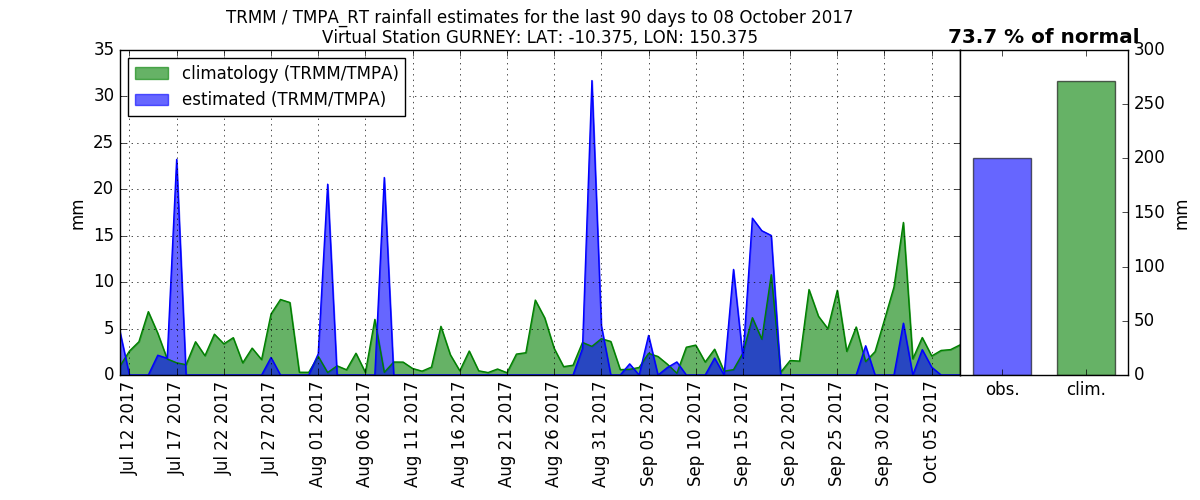 TRMM / TMPA_RT rainfall estimates for the last 90 days to 08 October 2017
Virtual Station GURNEY: LAT: -10.375, LON: 150.375
73.7 % of normal
climatology (TRMM/TMPA)
estimated (TRMM/TMPA)
35
30
25
20
15
10
5
0
mm
Jul 12 2017
Jul 17 2017
Jul 22 2017
Jul 27 2017
Aug 01 2017
Aug 06 2017
Aug 11 2017
Aug 16 2017
Aug 21 2017
Aug 26 2017
Aug 31 2017
Sep 05 2017
Sep 10 2017
Sep 15 2017
Sep 20 2017
Sep 25 2017
Sep 30 2017
Oct 05 2017
obs.
clim.
300
250
200
150
100
50
0
mm